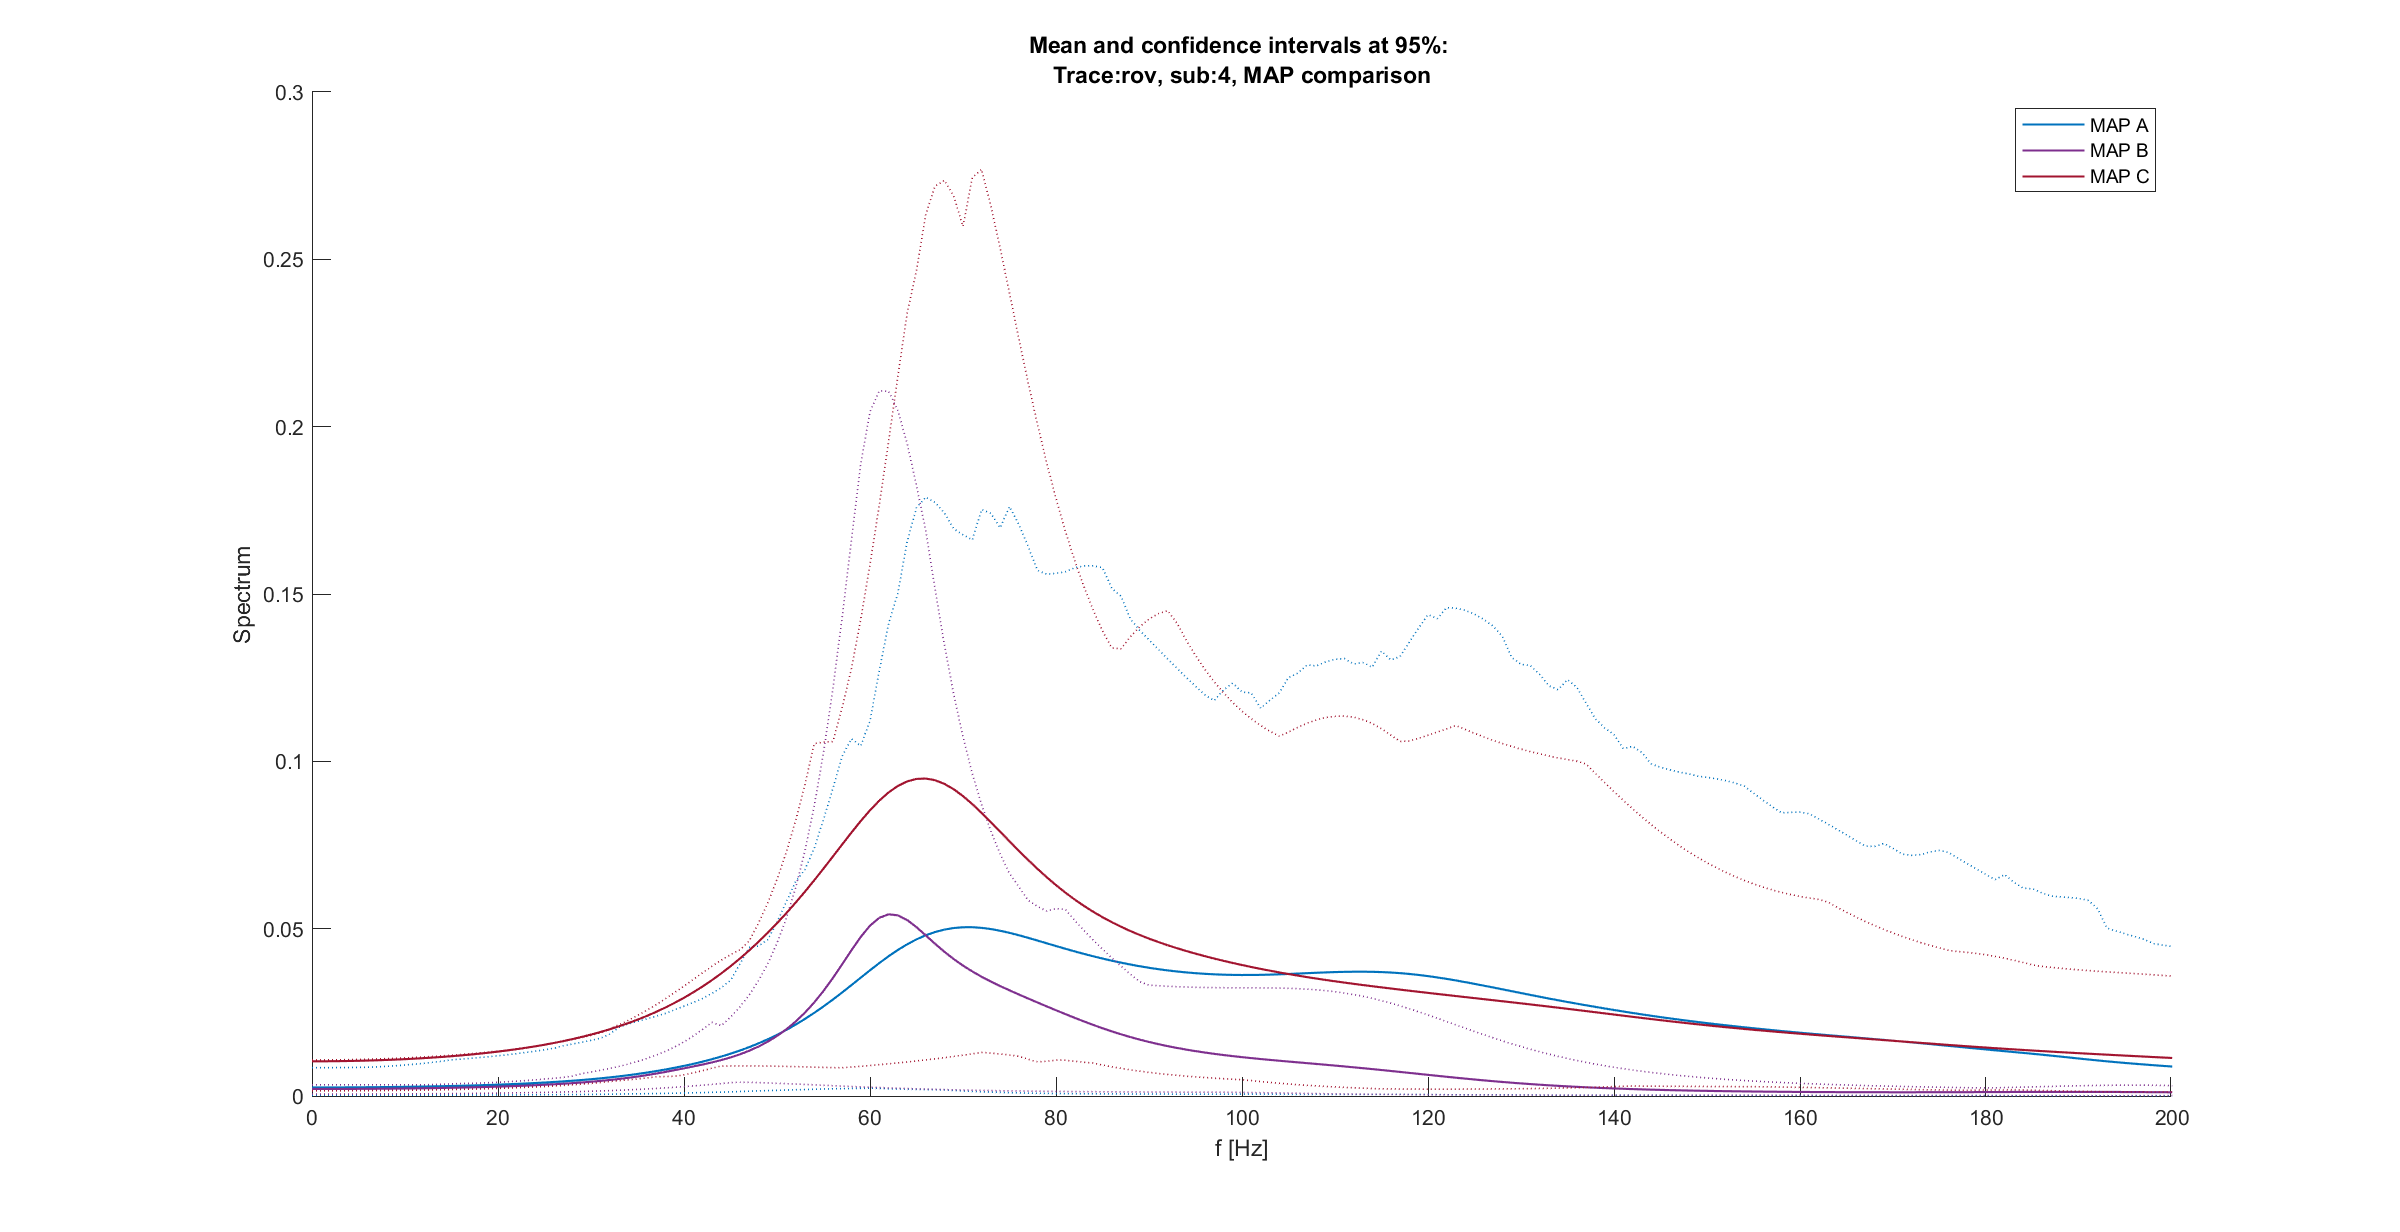 Mean and confidence intervals at 95%:
Trace:rov, sub:4, MAP comparison
0.3
0.25
0.2
0.15
0.1
0.05
0
Spectrum
MAP A
MAP B
MAP C
0 20 40 60 80 100 120 140 160 180 200
f [Hz]